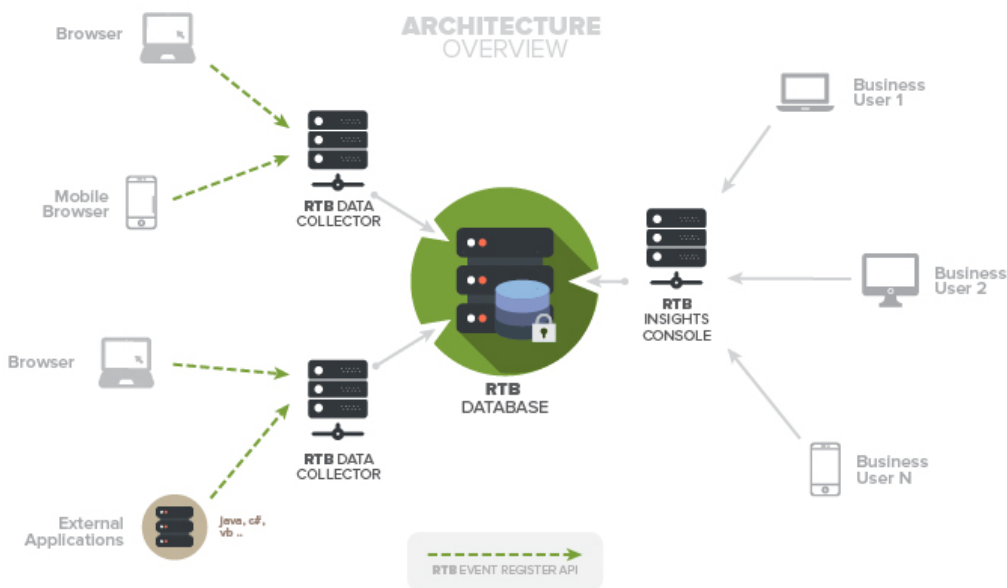 ARCHITECTURE
OVERVIEW
Browser
Mobile
Browser
RTB DATA
COLLECTOR
Browser
External
Applications
java, c#,
vb ..
RTB DATA
COLLECTOR
RTB
DATABASE
RTB
INSIGHTS
CONSOLE
Business
User 1
Business
User 2
Business
User N
RTB EVENT REGISTER API